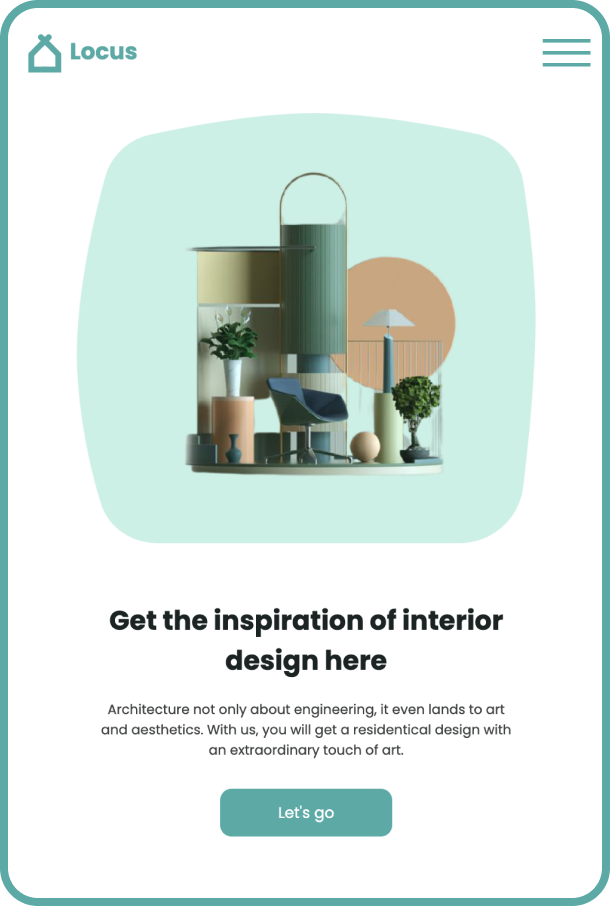 Locus
Get the inspiration of interior
design here
Architecture not only about engineering, it even lands to art
and aesthetics. With us, you will get a residentical design with
an extraordinary touch of art.
Let's go